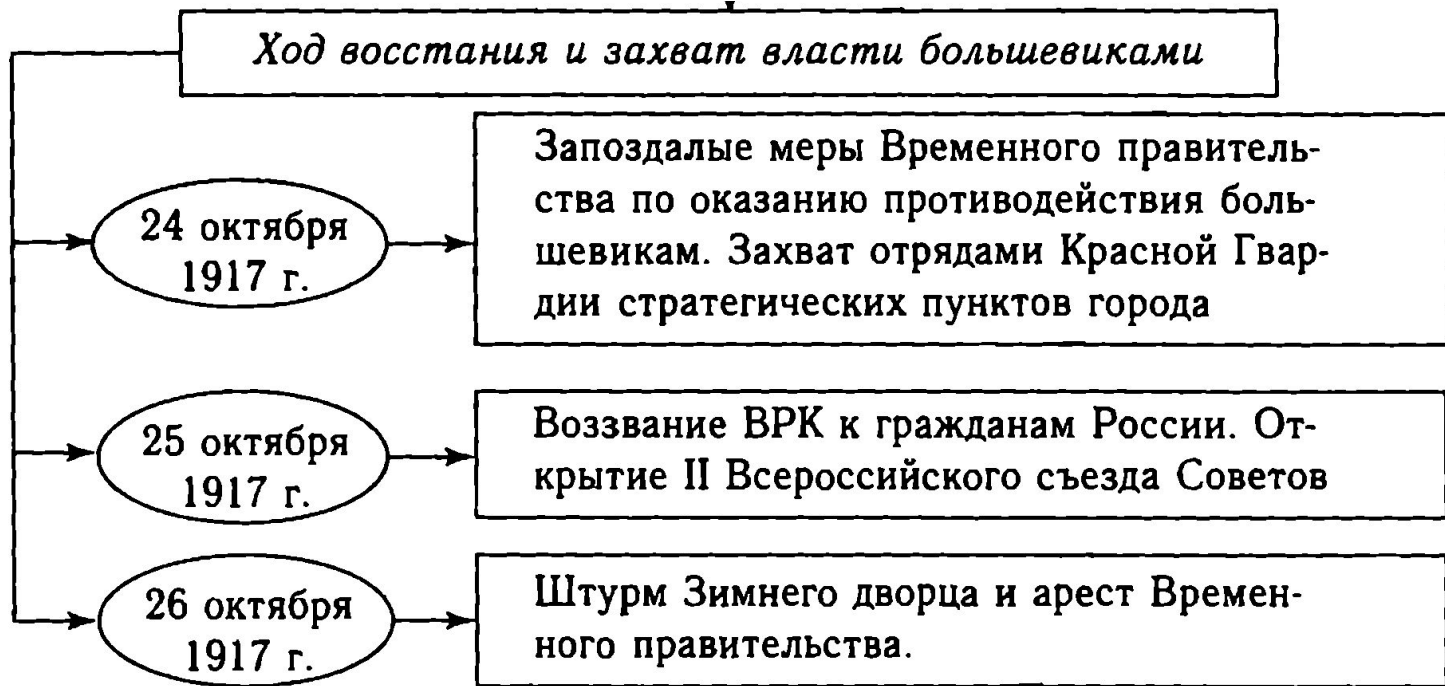 Ход восстания и захват власти большевиками
24 октября
1917 г.
Запоздалые меры Временного правитель-
ства по оказанию противодействия боль-
шевикам. Захват отрядами Красной Гвар-
дии стратегических пунктов города
25 октября
1917 г.
Воззвание ВРК к гражданам России. От-
крытие II Всероссийского съезда Советов
26 октября
1917 г.
Штурм Зимнего дворца и арест Времен-
ного правительства.